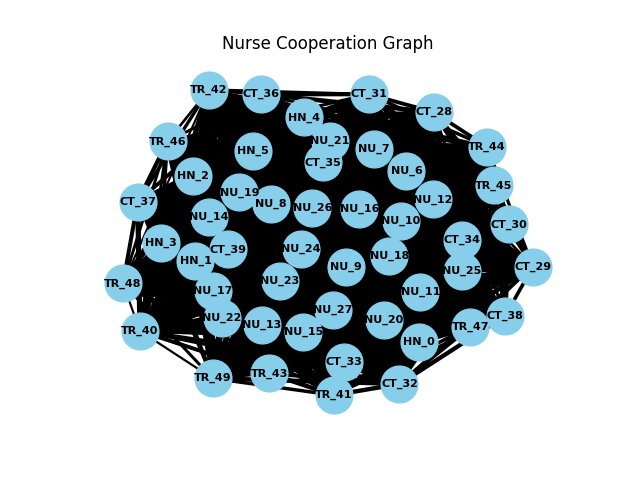 Nurse Cooperation Graph
TR_42
CT_36
CT_31
CT_28
HN_4
TR_46
NU_21
TR_44
HN_5
NU_7
CT_35
NU_6
HN_2
TR_45
NU_19
NU_12
CT_37
NU_8
NU_26
NU_16
NU_14
NU_10
CT_30
HN_3
CT_34
CT_39
NU_24
NU_18
HN_1
NU_9
NU_25
CT_29
TR_48
NU_23
NU_17
NU_11
NU_27
CT_38
NU_22
NU_13
NU_20
TR_47
TR_40
NU_15
HN_0
CT_33
TR_43
TR_49
CT_32
TR_41